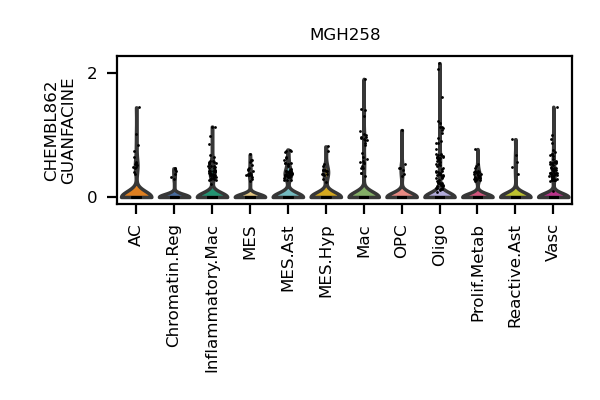 MGH258
CHEMBL862
GUANFACINE
2
0
AC
Chromatin.Reg
Inflammatory.Mac
MES
MES.Ast
MES.Hyp
Mac
OPC
Oligo
Prolif.Metab
Reactive.Ast
Vasc